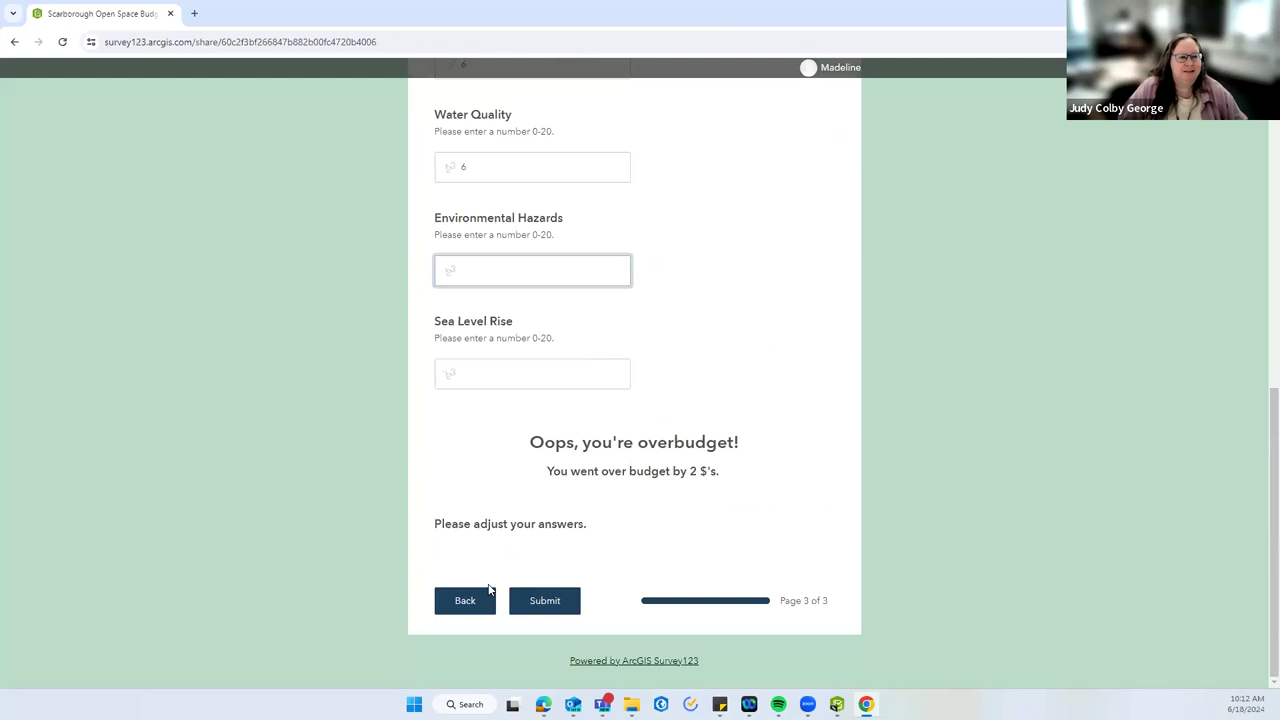 Scarborough Open Space Budg
survey123.arcgis.com/share/60c2f3bf266847b882b00fc4720b4006
6
Madeline
Judy Colby George
Water Quality
Please enter a number 0-20.
6
Environmental Hazards
Please enter a number 0-20.
Sea Level Rise
Please enter a number 0-20.
Oops, you're overbudget!
You went over budget by 2 $'s.
Please adjust your answers.
Back
Submit
Page 3 of 3
Powered by ArcGIS Survey123
Search
10:12 AM
6/18/2024